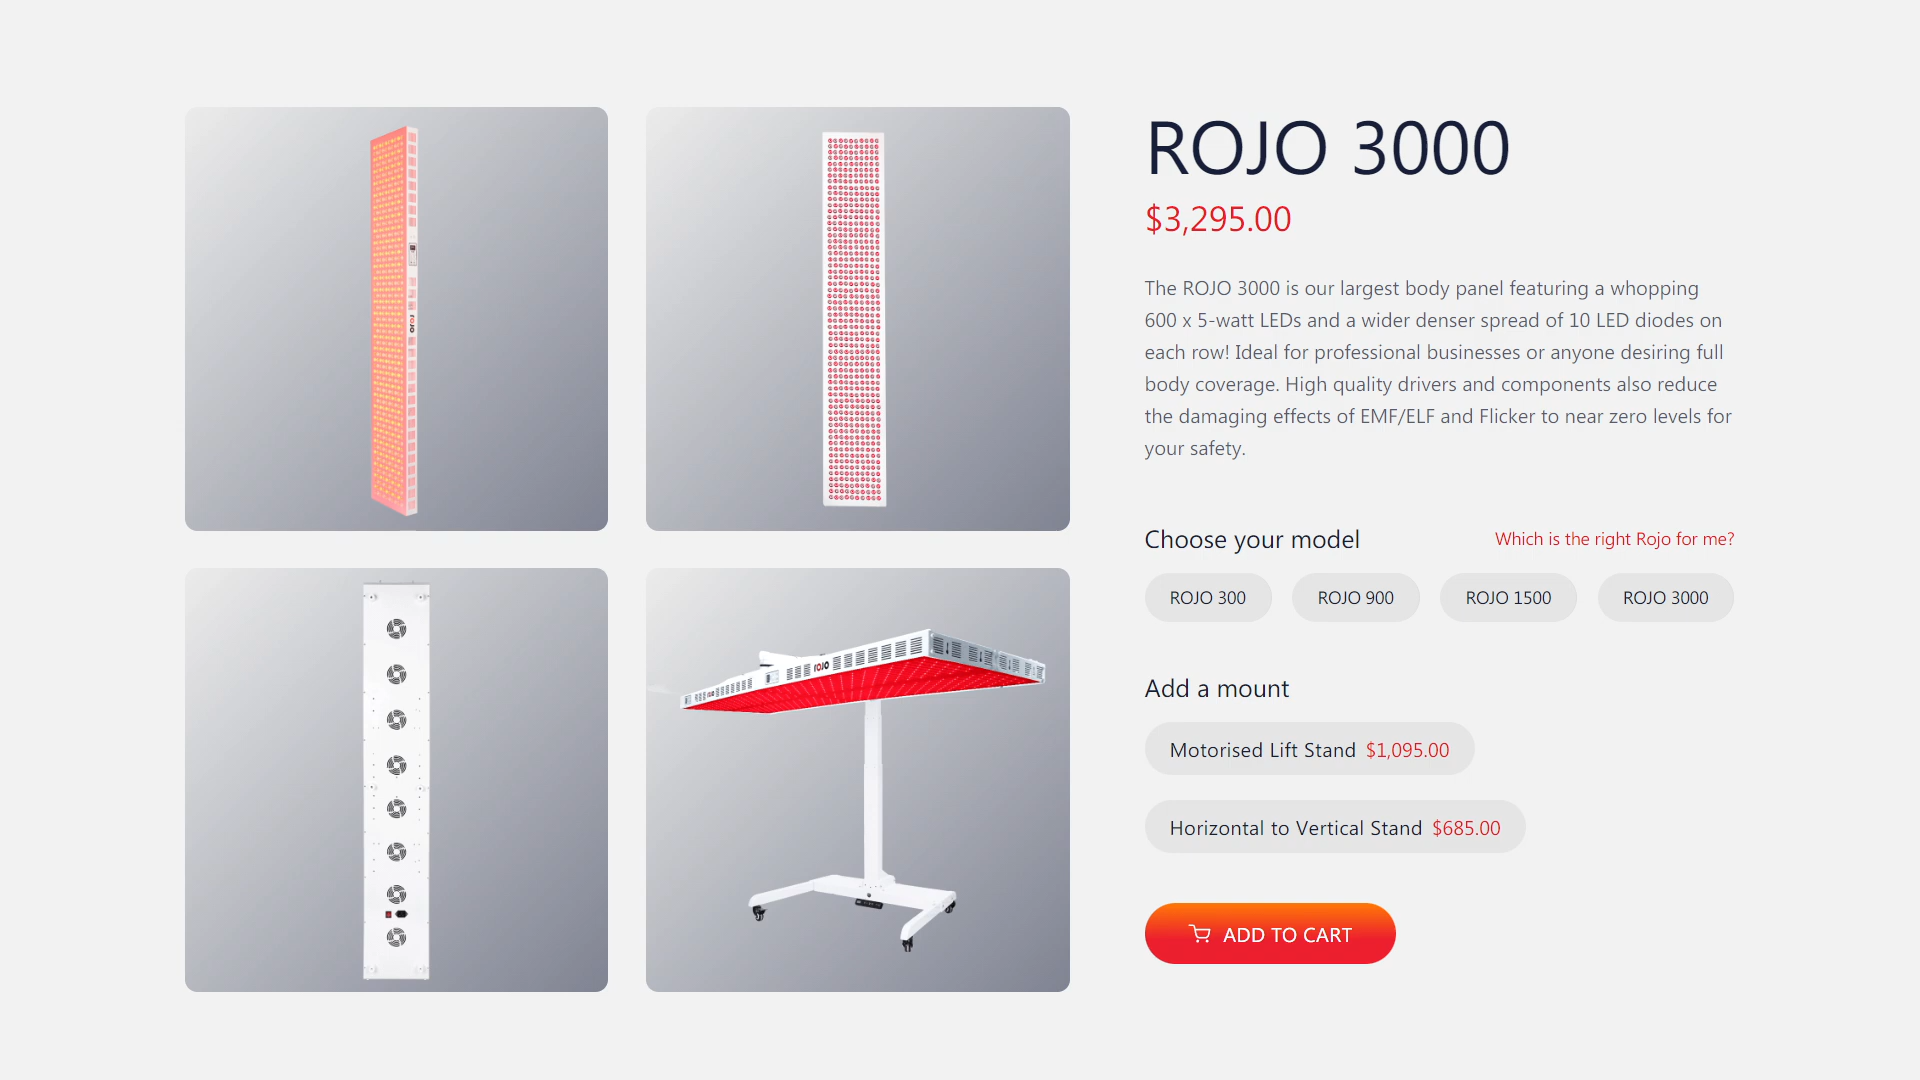 ROJO 3000
$3,295.00
The ROJO 3000 is our largest body panel featuring a whopping
600 x 5-watt LEDs and a wider denser spread of 10 LED diodes on
each row! Ideal for professional businesses or anyone desiring full
body coverage. High quality drivers and components also reduce
the damaging effects of EMF/ELF and Flicker to near zero levels for
your safety.
Choose your model
Which is the right Rojo for me?
ROJO 300
ROJO 900
ROJO 1500
ROJO 3000
Add a mount
Motorised Lift Stand $1,095.00
Horizontal to Vertical Stand $685.00
ADD TO CART
rojo
rojo